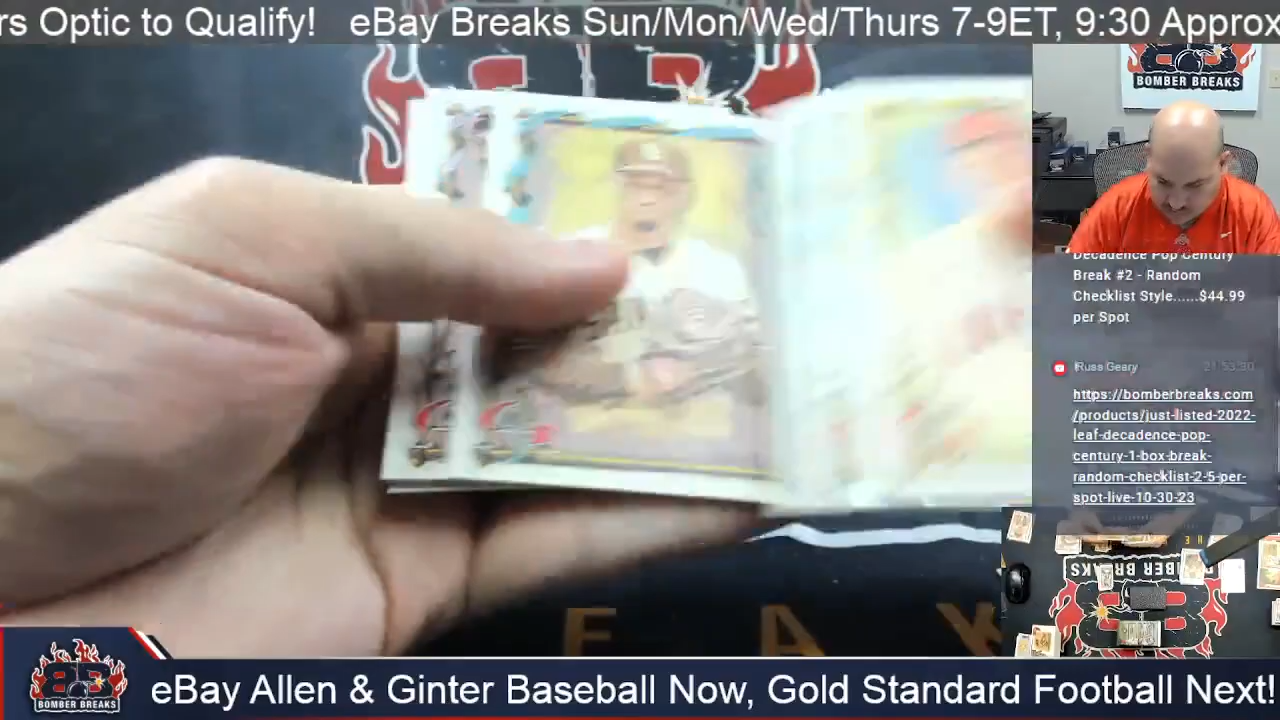 rs Optic to Qualify!   eBay Breaks Sun/Mon/Wed/Thurs 7-9ET, 9:30 Approx
BOMBER BREAKS
Decadence Pop Century
Break #2 - Random
Checklist Style......$44.99
per Spot
Russ Geary
https://bomberbreaks.com
/products/just-listed-2022-
leaf-decadence-pop-
century-1-box-break-
random-checklist-2-5-per-
spot-live-10-30-23
BOMBER BREAKS
F A X
BB
BOMBER BREAKS
eBay Allen & Ginter Baseball Now, Gold Standard Football Next!